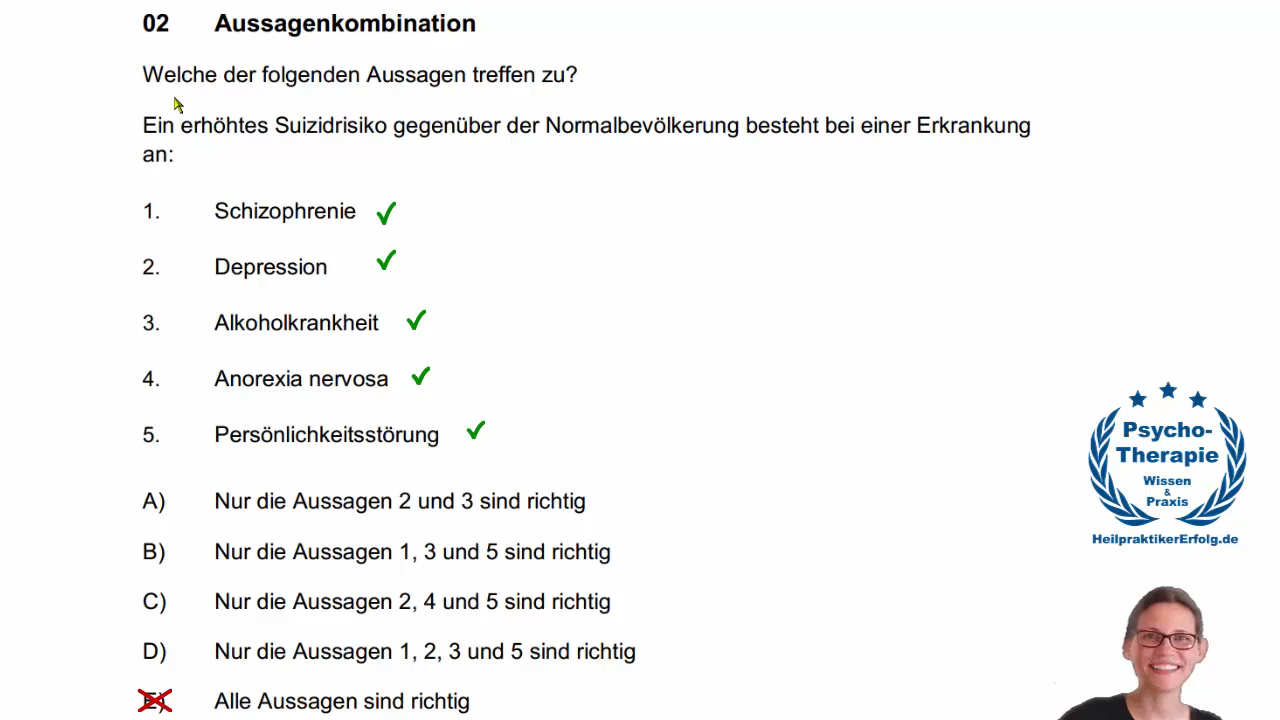 02 Aussagenkombination
Welche der folgenden Aussagen treffen zu?
Ein erhöhtes Suizidrisiko gegenüber der Normalbevölkerung besteht bei einer Erkrankung
an:
1. Schizophrenie
2. Depression
3. Alkoholkrankheit
4. Anorexia nervosa
5. Persönlichkeitsstörung
A) Nur die Aussagen 2 und 3 sind richtig
B) Nur die Aussagen 1, 3 und 5 sind richtig
C) Nur die Aussagen 2, 4 und 5 sind richtig
D) Nur die Aussagen 1, 2, 3 und 5 sind richtig
E) Alle Aussagen sind richtig
Psycho-
Therapie
Wissen
&
Praxis
HeilpraktikerErfolg.de